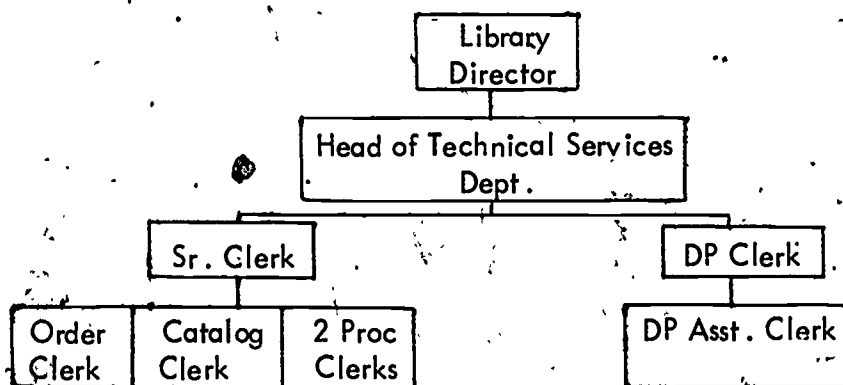 Library
Director
Head of Technical Services
Dept.
Sr. Clerk
DP Clerk
Order
Clerk
Catalog
Clerk
2 Proc
Clerks
DP Asst. Clerk